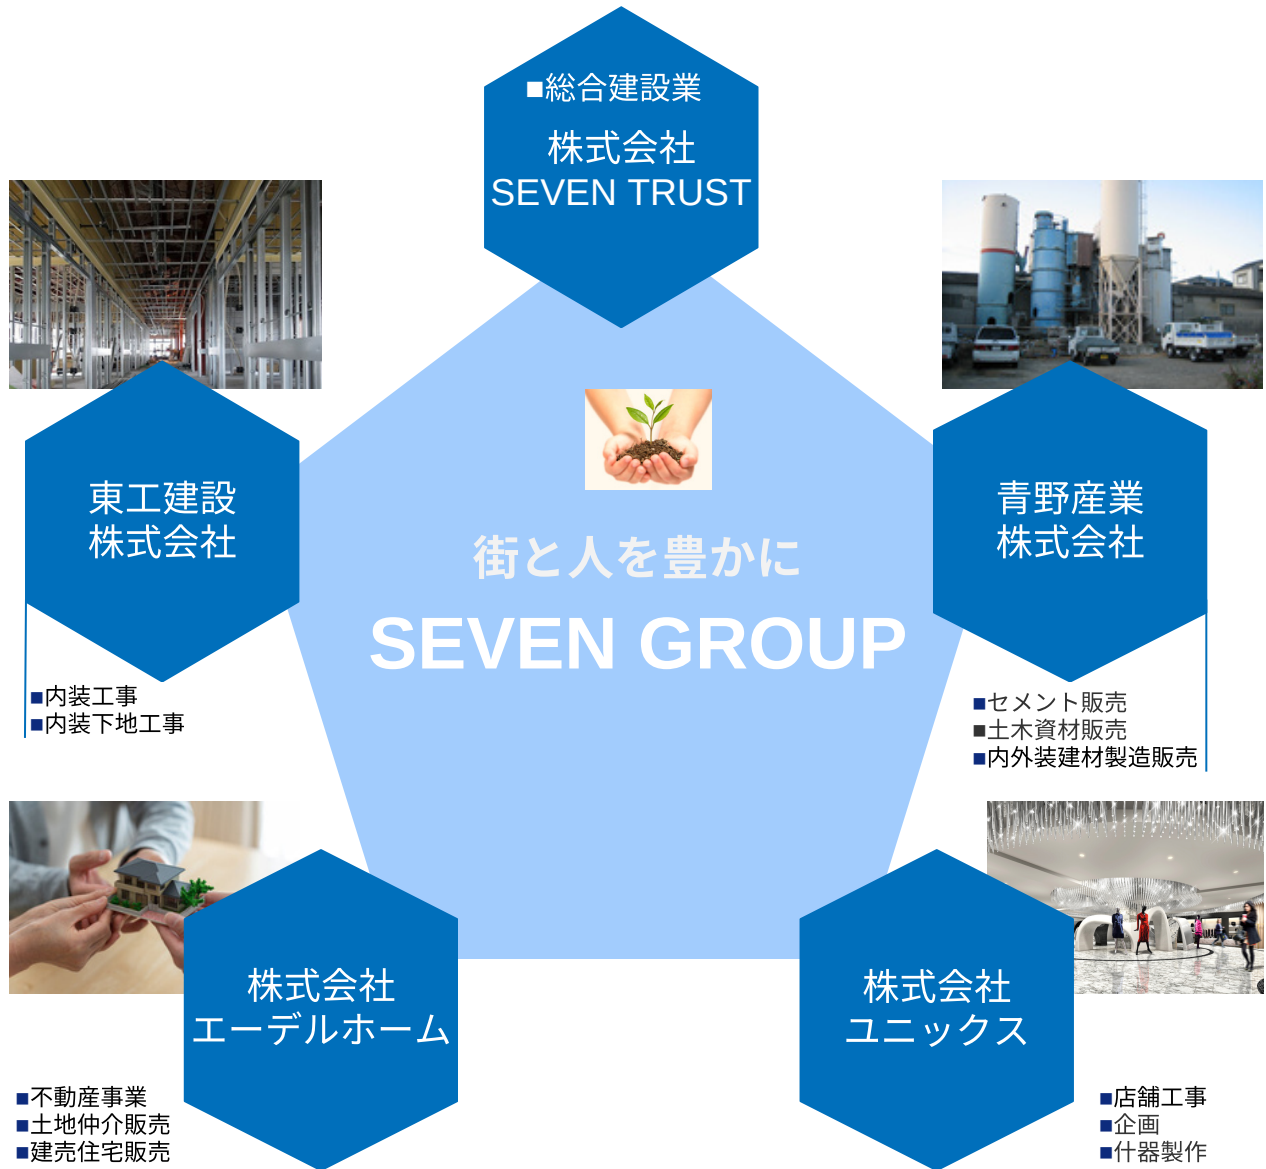 ■総合建設業
株式会社
SEVEN TRUST
東工建設
株式会社
■内装工事
■内装下地工事
青野産業
株式会社
■セメント販売
■土木資材販売
■内外装建材製造販売
街と人を豊かに
SEVEN GROUP
株式会社
エーデルホーム
■不動産事業
■土地仲介販売
■建売住宅販売
株式会社
ユニックス
■店舗工事
■企画
■什器製作